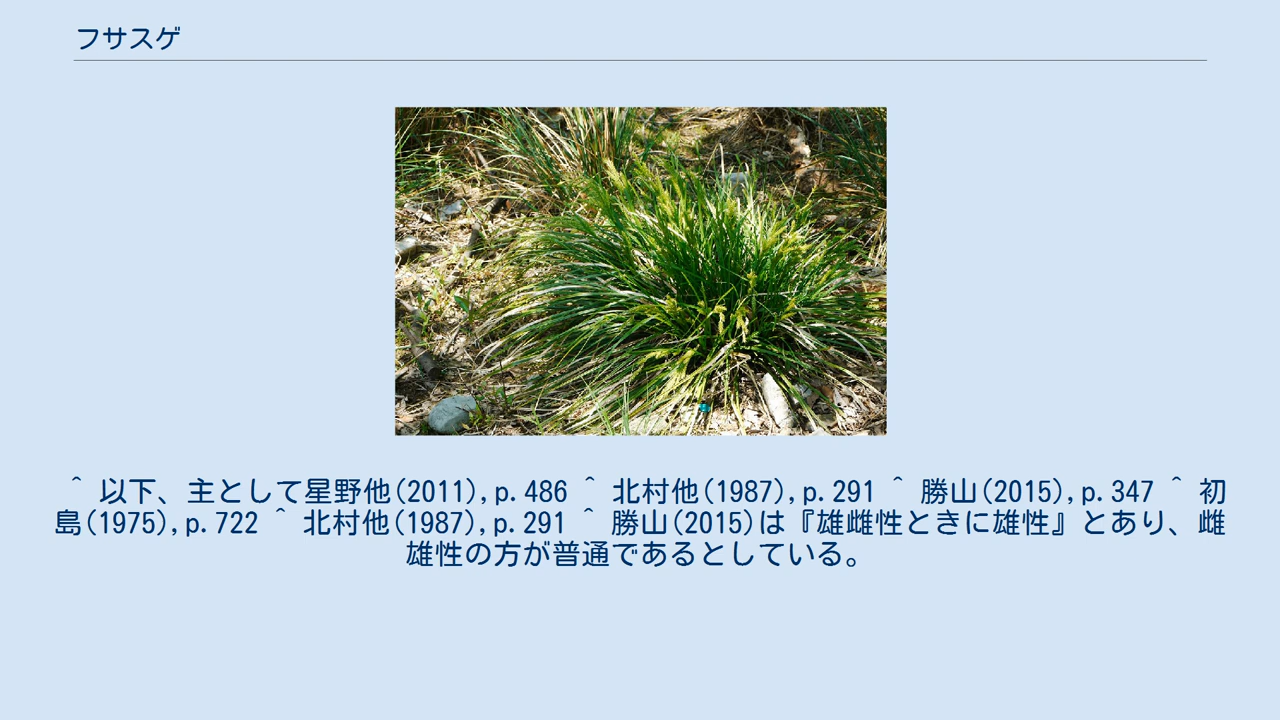 フサスゲ
^ 以下、主として星野他(2011),p.486 ^ 北村他(1987),p.291 ^ 勝山(2015),p.347 ^ 初
島(1975),p.722 ^ 北村他(1987),p.291 ^ 勝山(2015)は『雄雌性ときに雄性』とあり、雌
雄性の方が普通であるとしている。